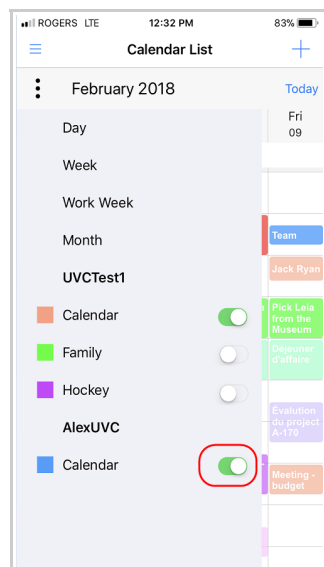 ROGERS LTE 12:32 PM 83%
Calendar List
February 2018 Today
Fri
09
Day
Week
Work Week
Month
UVCTest1
Calendar
Family
Hockey
AlexUVC
Calendar
Team
Jack Ryan
Pick Leia
from the
Museum
Déjeuner
d'affaire
Évalution
du project
A-170
Meeting -
budget